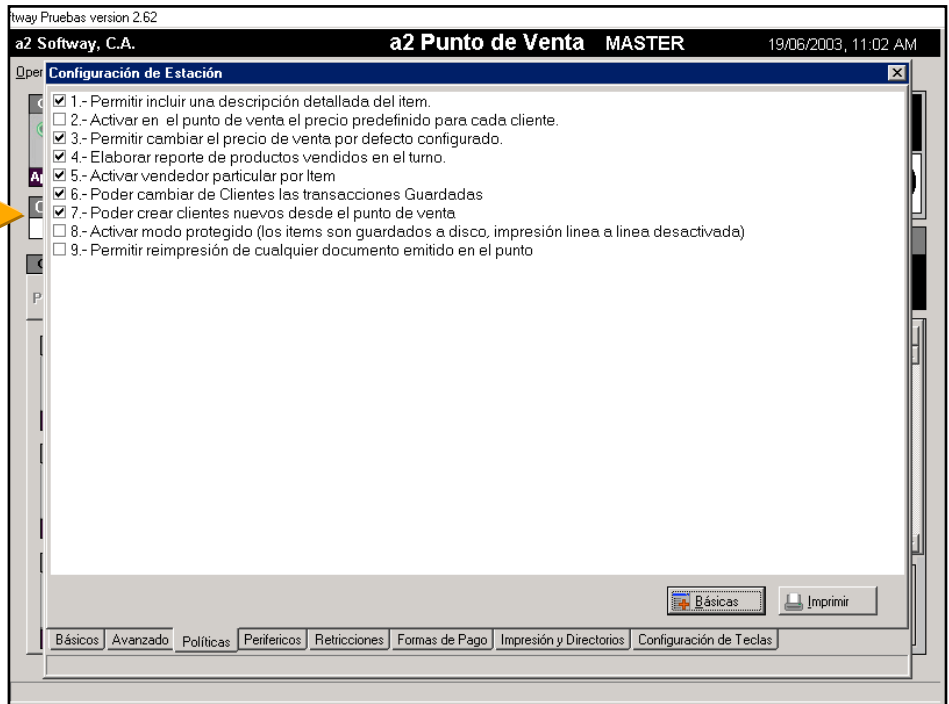 tway Pruebas version 2.62
a2 Softway, C.A. a2 Punto de Venta MASTER 19/06/2003, 11:02 AM
Oper Configuración de Estación
1.- Permitir incluir una descripción detallada del item.
2.- Activar en el punto de venta el precio predefinido para cada cliente.
3.- Permitir cambiar el precio de venta por defecto configurado.
4.- Elaborar reporte de productos vendidos en el turno.
5.- Activar vendedor particular por Item
6.- Poder cambiar de Clientes las transacciones Guardadas
7.- Poder crear clientes nuevos desde el punto de venta
8.- Activar modo protegido (los items son guardados a disco, impresión linea a linea desactivada)
9.- Permitir reimpresión de cualquier documento emitido en el punto
Básicas Imprimir
Básicos Avanzado Políticas Perifericos Retricciones Formas de Pago Impresión y Directorios Configuración de Teclas